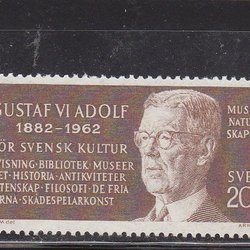 GUSTAF VI ADOLF
1882-1962
FÖR SVENSK KULTUR
VISNING·BIBLIOTEK·MUSEER
ET·HISTORIA·ANTIKVITETER
TENSKAP·FILOSOFI·DE FRIA
ERNA·SKÅDESPELARKONST
MUS
NATU
SKAP
SVE
20